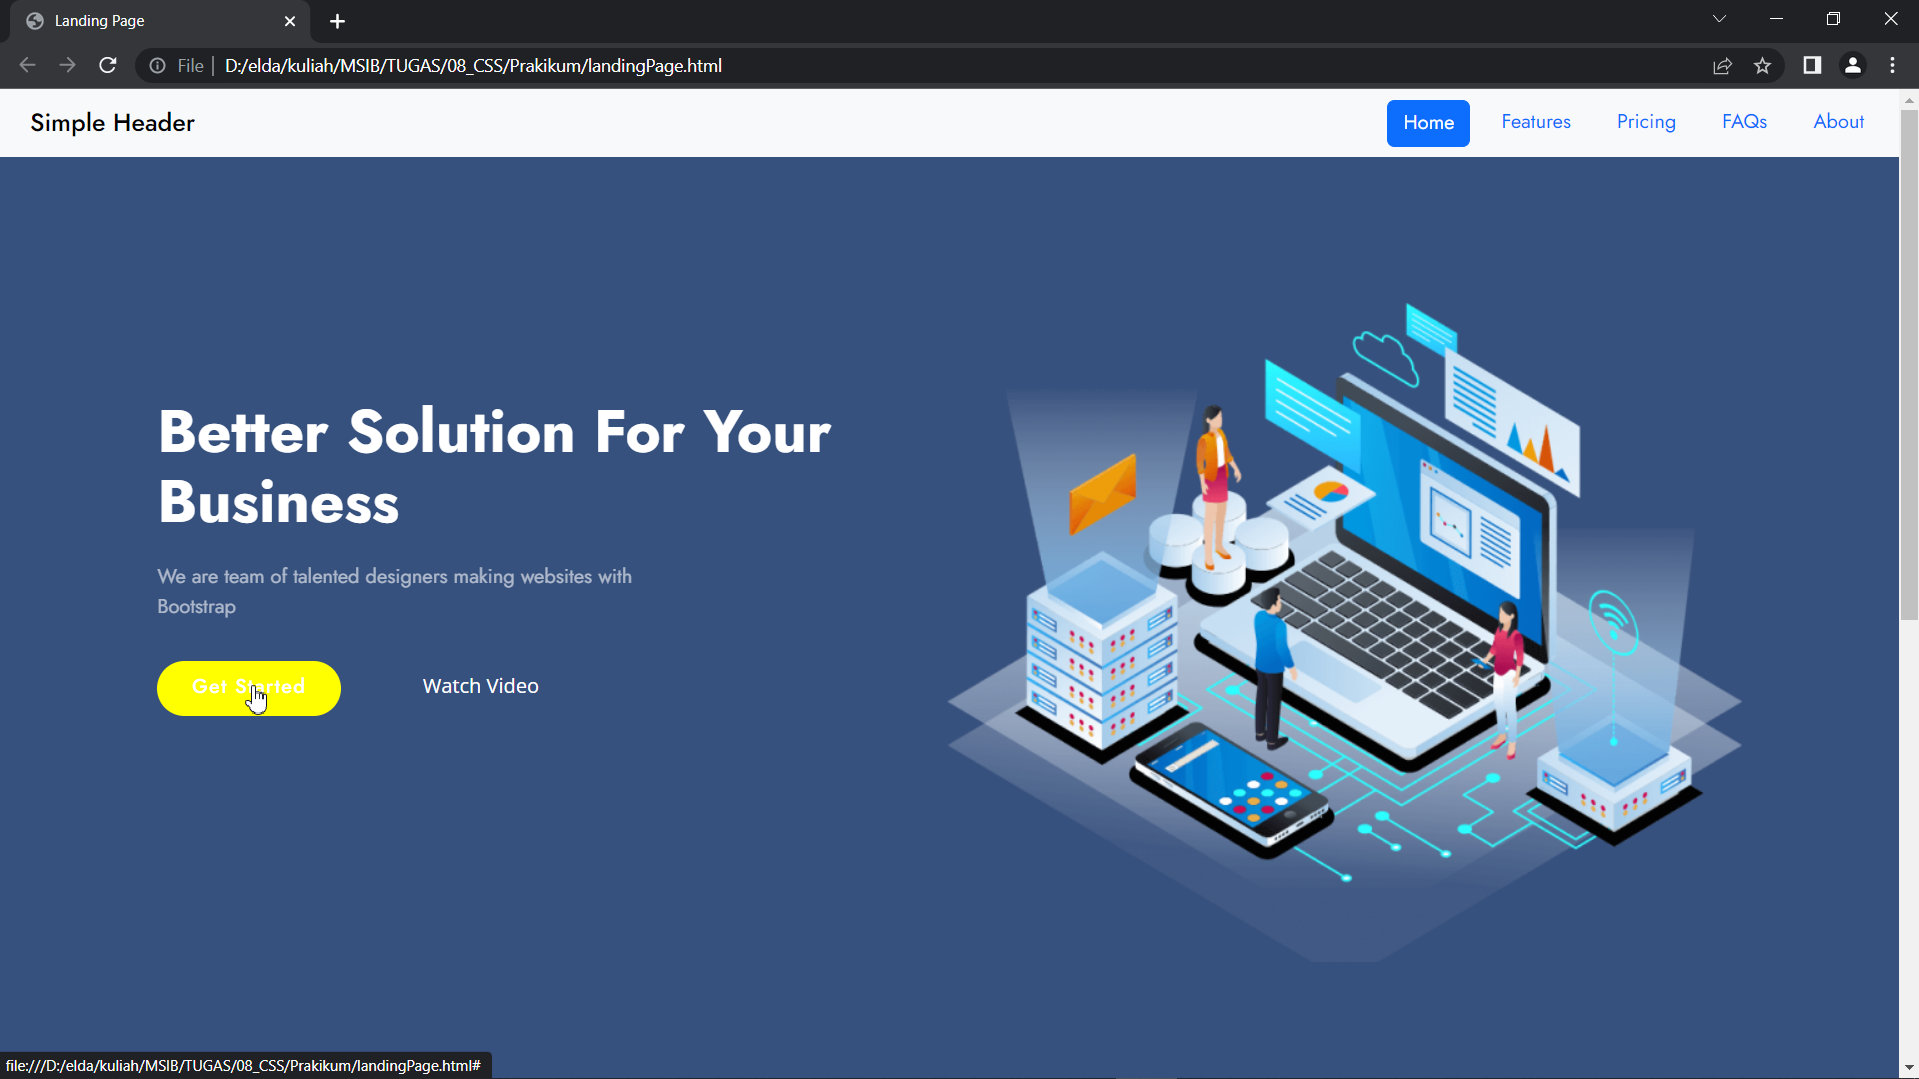 Landing Page
File
D:/elda/kuliah/MSIB/TUGAS/08_CSS/Prakikum/landingPage.html
Simple Header
Home
Features
Pricing
FAQs
About
Better Solution For Your
Business
We are team of talented designers making websites with
Bootstrap
Get Started
Watch Video
file:///D:/elda/kuliah/MSIB/TUGAS/08_CSS/Prakikum/landingPage.html#